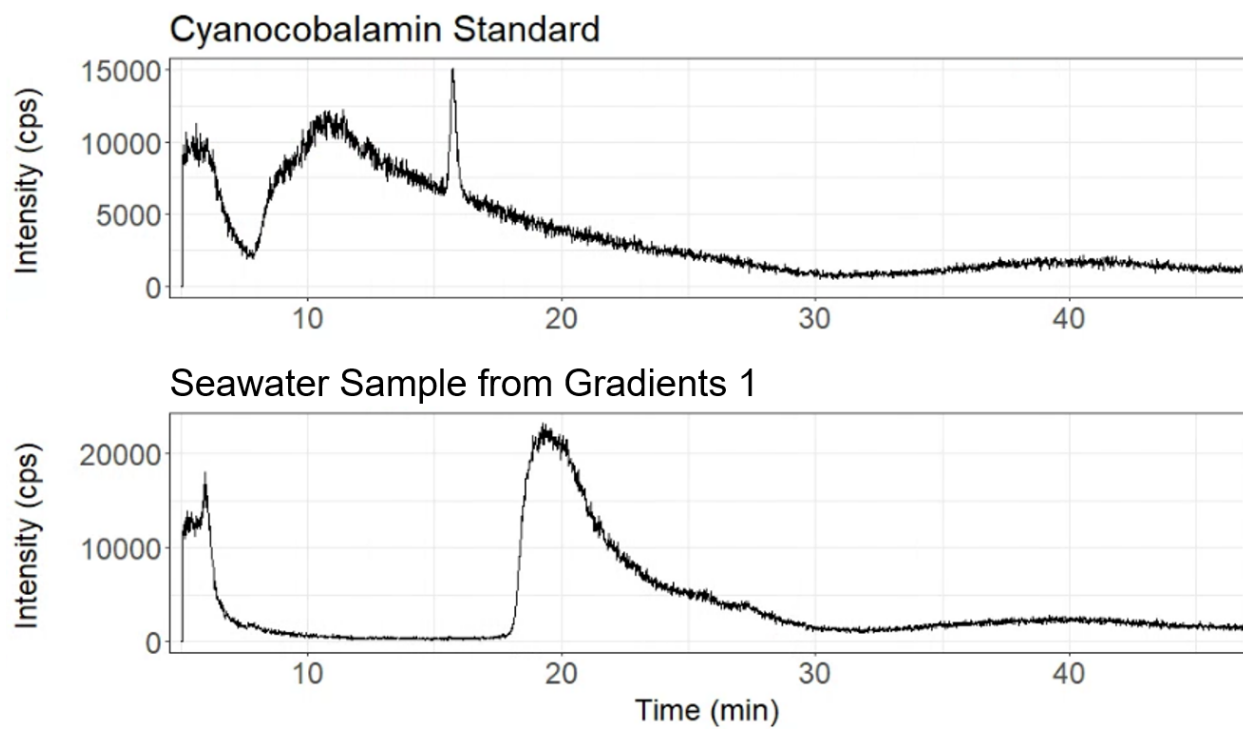 Cyanocobalamin Standard
Intensity (cps)
15000
10000
5000
0
10 20 30 40
Seawater Sample from Gradients 1
Intensity (cps)
20000
10000
0
10 20 30 40
Time (min)